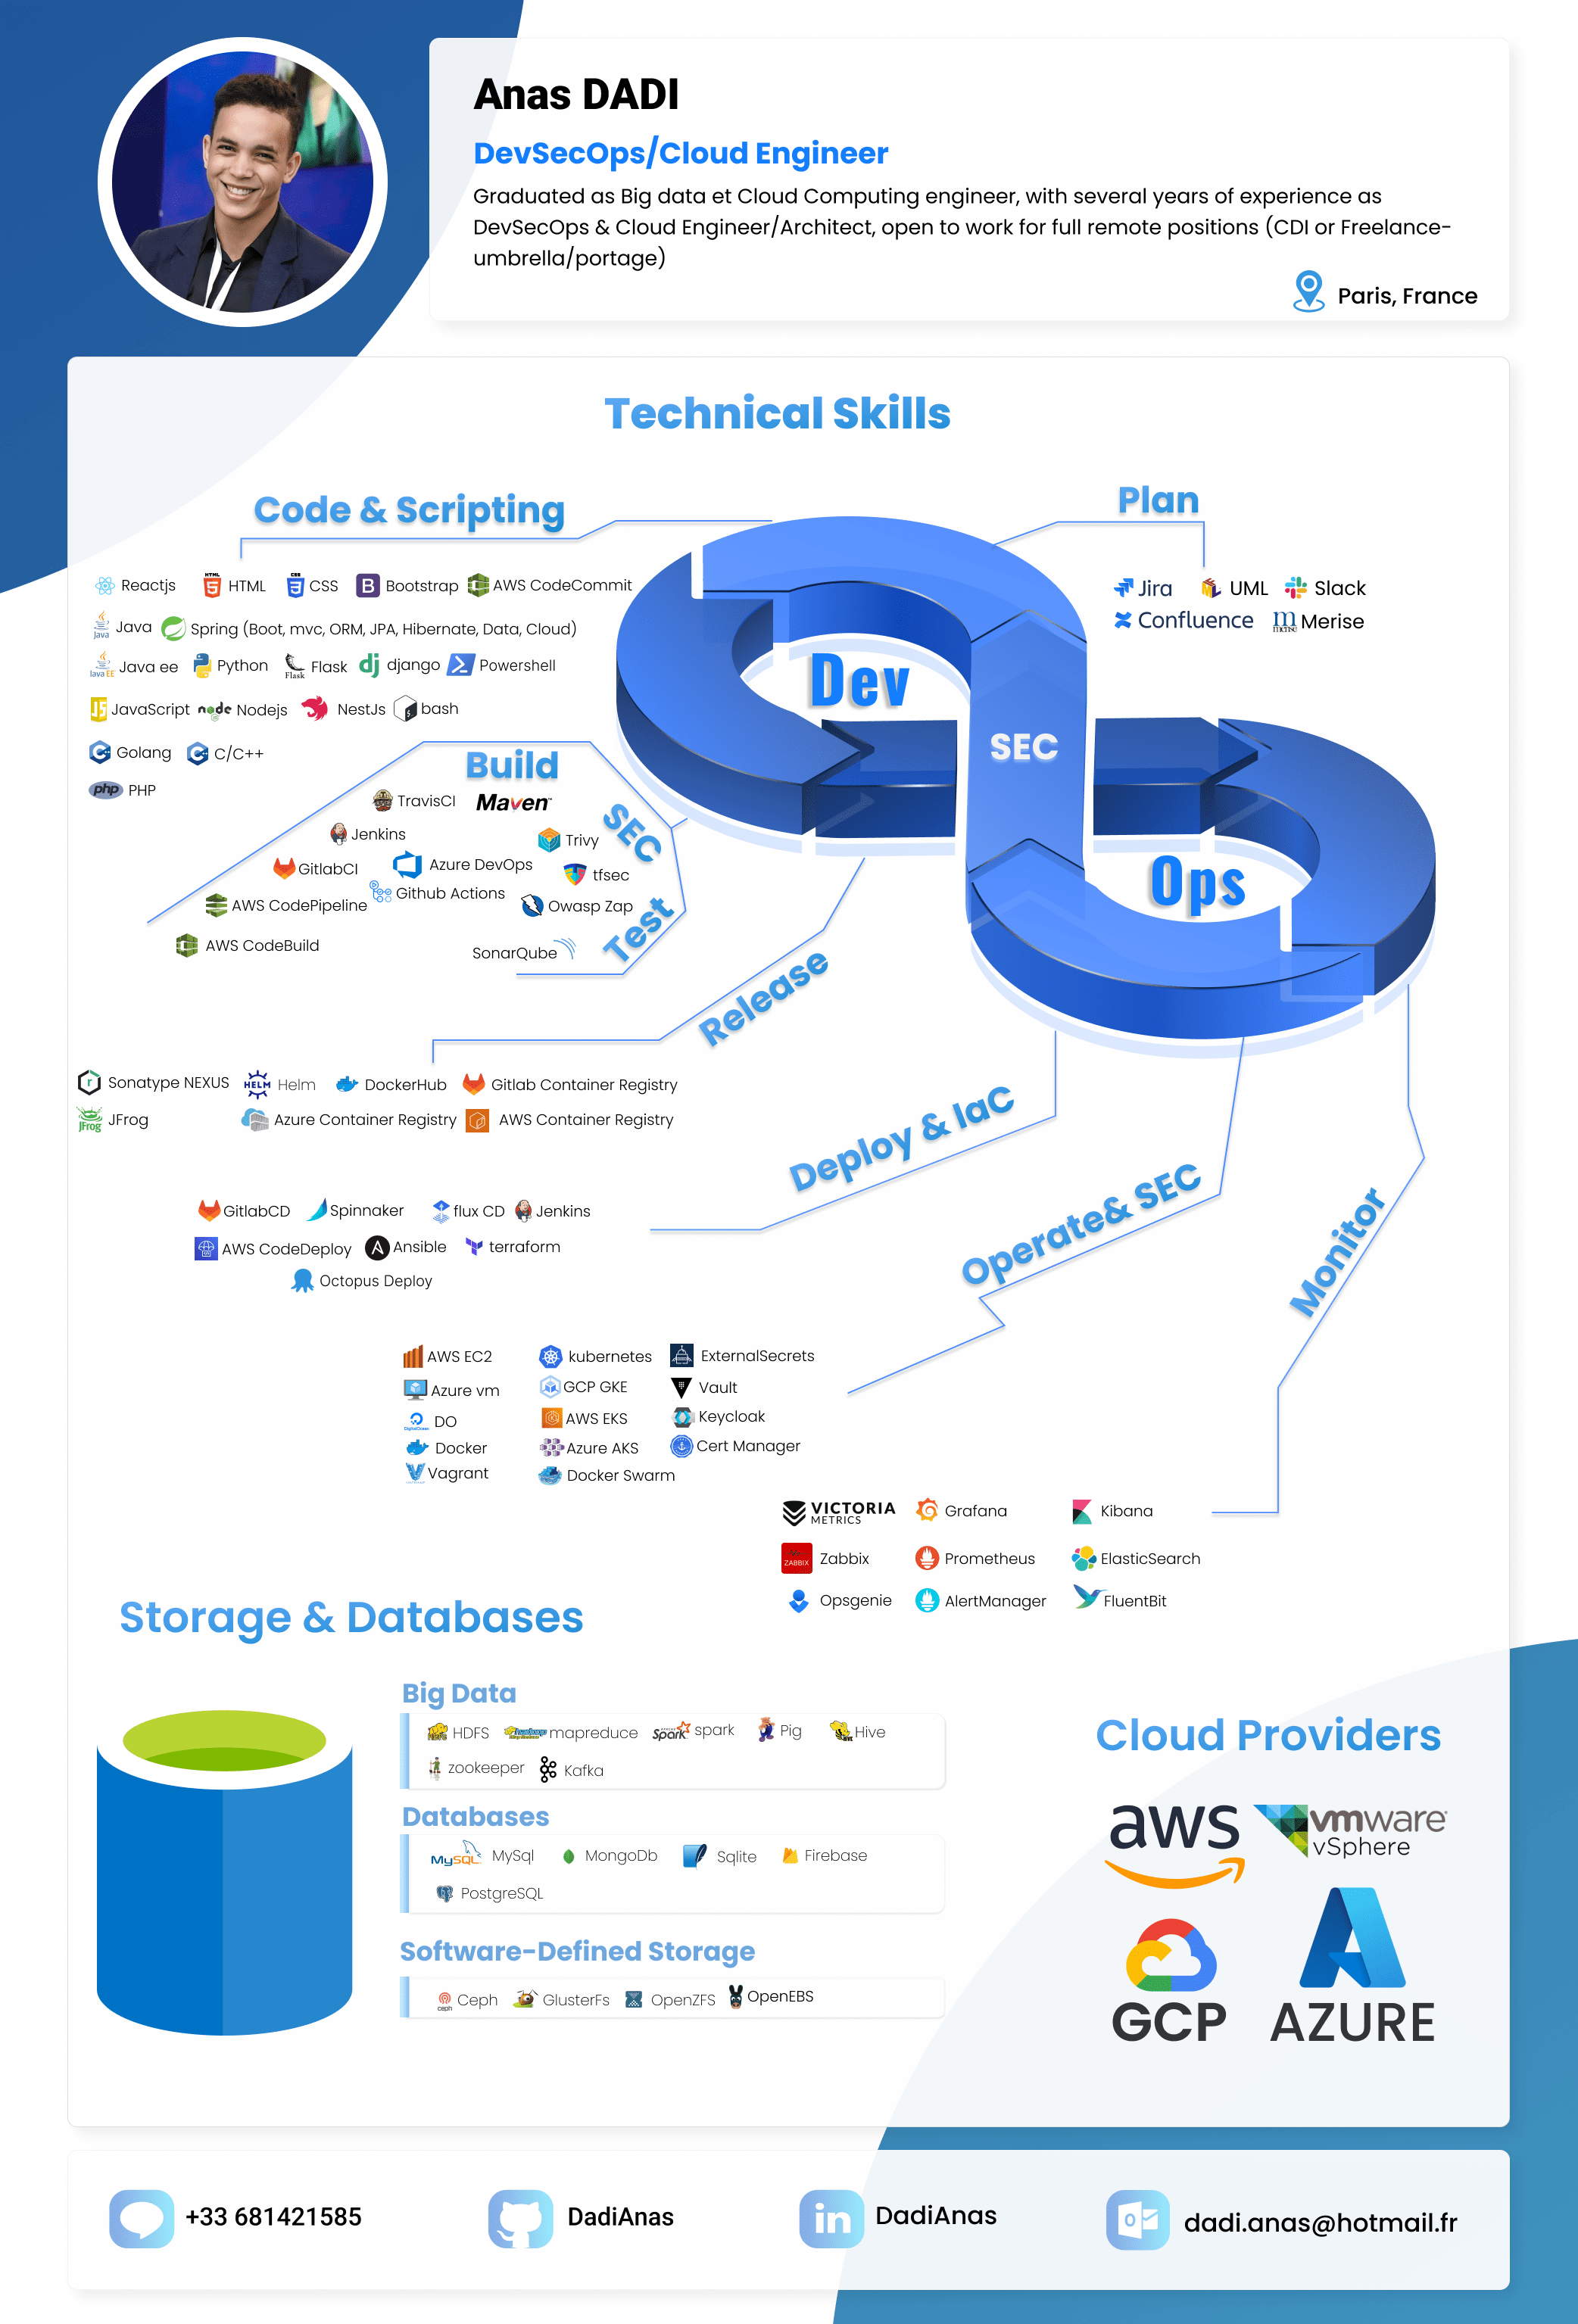 Anas DADI
DevSecOps/Cloud Engineer
Graduated as Big data et Cloud Computing engineer, with several years of experience as
DevSecOps & Cloud Engineer/Architect, open to work for full remote positions (CDI or Freelance-
umbrella/portage)
Paris, France
Technical Skills
Code & Scripting
Reactjs HTML CSS Bootstrap AWS CodeCommit
Java Spring (Boot, mvc, ORM, JPA, Hibernate, Data, Cloud)
Java ee Python Flask django Powershell
JavaScript Nodejs NestJs bash
Golang C/C++
PHP
Plan
Jira UML Slack
Confluence Merise
Dev
SEC
Ops
Build
TravisCI Maven
Jenkins
GitlabCI Azure DevOps
Github Actions
AWS CodePipeline
AWS CodeBuild
SEC
Trivy
tfsec
Owasp Zap
Test
SonarQube
Release
Sonatype NEXUS Helm DockerHub Gitlab Container Registry
JFrog Azure Container Registry AWS Container Registry
Deploy & IaC
GitlabCD Spinnaker flux CD Jenkins
AWS CodeDeploy Ansible terraform
Octopus Deploy
Operate& SEC
AWS EC2 kubernetes ExternalSecrets
Azure vm GCP GKE Vault
DO AWS EKS Keycloak
Docker Azure AKS Cert Manager
Vagrant Docker Swarm
Monitor
VICTORIA METRICS Grafana Kibana
Zabbix Prometheus ElasticSearch
Opsgenie AlertManager FluentBit
Storage & Databases
Big Data
HDFS mapreduce spark Pig Hive
zookeeper Kafka
Databases
MySQL MySql MongoDb Sqlite Firebase
PostgreSQL
Software-Defined Storage
Ceph GlusterFs OpenZFS OpenEBS
Cloud Providers
aws vmware vSphere
GCP AZURE
+33 681421585 DadiAnas DadiAnas dadi.anas@hotmail.fr